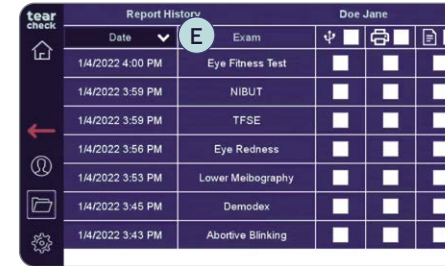 tear
check
Report History
Doe Jane
Date
E
Exam
1/4/2022 4:00 PM Eye Fitness Test
1/4/2022 3:59 PM NIBUT
1/4/2022 3:59 PM TFSE
1/4/2022 3:56 PM Eye Redness
1/4/2022 3:53 PM Lower Meibography
1/4/2022 3:45 PM Demodex
1/4/2022 3:43 PM Abortive Blinking